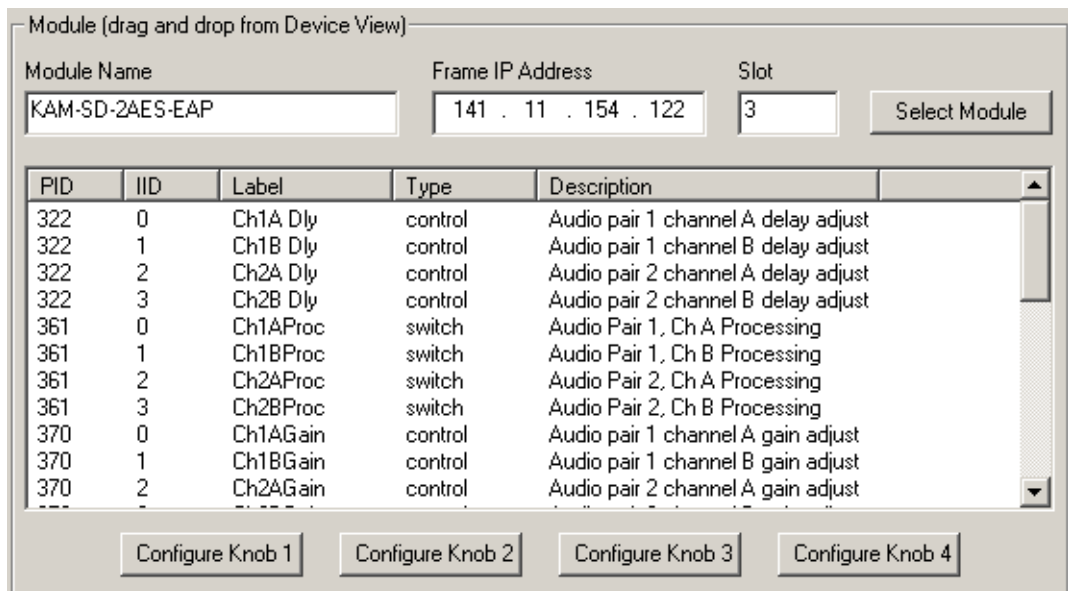 Module (drag and drop from Device View)
Module Name Frame IP Address Slot
KAM-SD-2AES-EAP 141 . 11 . 154 . 122 3 Select Module
PID IID Label Type Description
322 0 Ch1A Dly control Audio pair 1 channel A delay adjust
322 1 Ch1B Dly control Audio pair 1 channel B delay adjust
322 2 Ch2A Dly control Audio pair 2 channel A delay adjust
322 3 Ch2B Dly control Audio pair 2 channel B delay adjust
361 0 Ch1AProc switch Audio Pair 1, Ch A Processing
361 1 Ch1BProc switch Audio Pair 1, Ch B Processing
361 2 Ch2AProc switch Audio Pair 2, Ch A Processing
361 3 Ch2BProc switch Audio Pair 2, Ch B Processing
370 0 Ch1AGain control Audio pair 1 channel A gain adjust
370 1 Ch1BGain control Audio pair 1 channel B gain adjust
370 2 Ch2AGain control Audio pair 2 channel A gain adjust
Configure Knob 1 Configure Knob 2 Configure Knob 3 Configure Knob 4